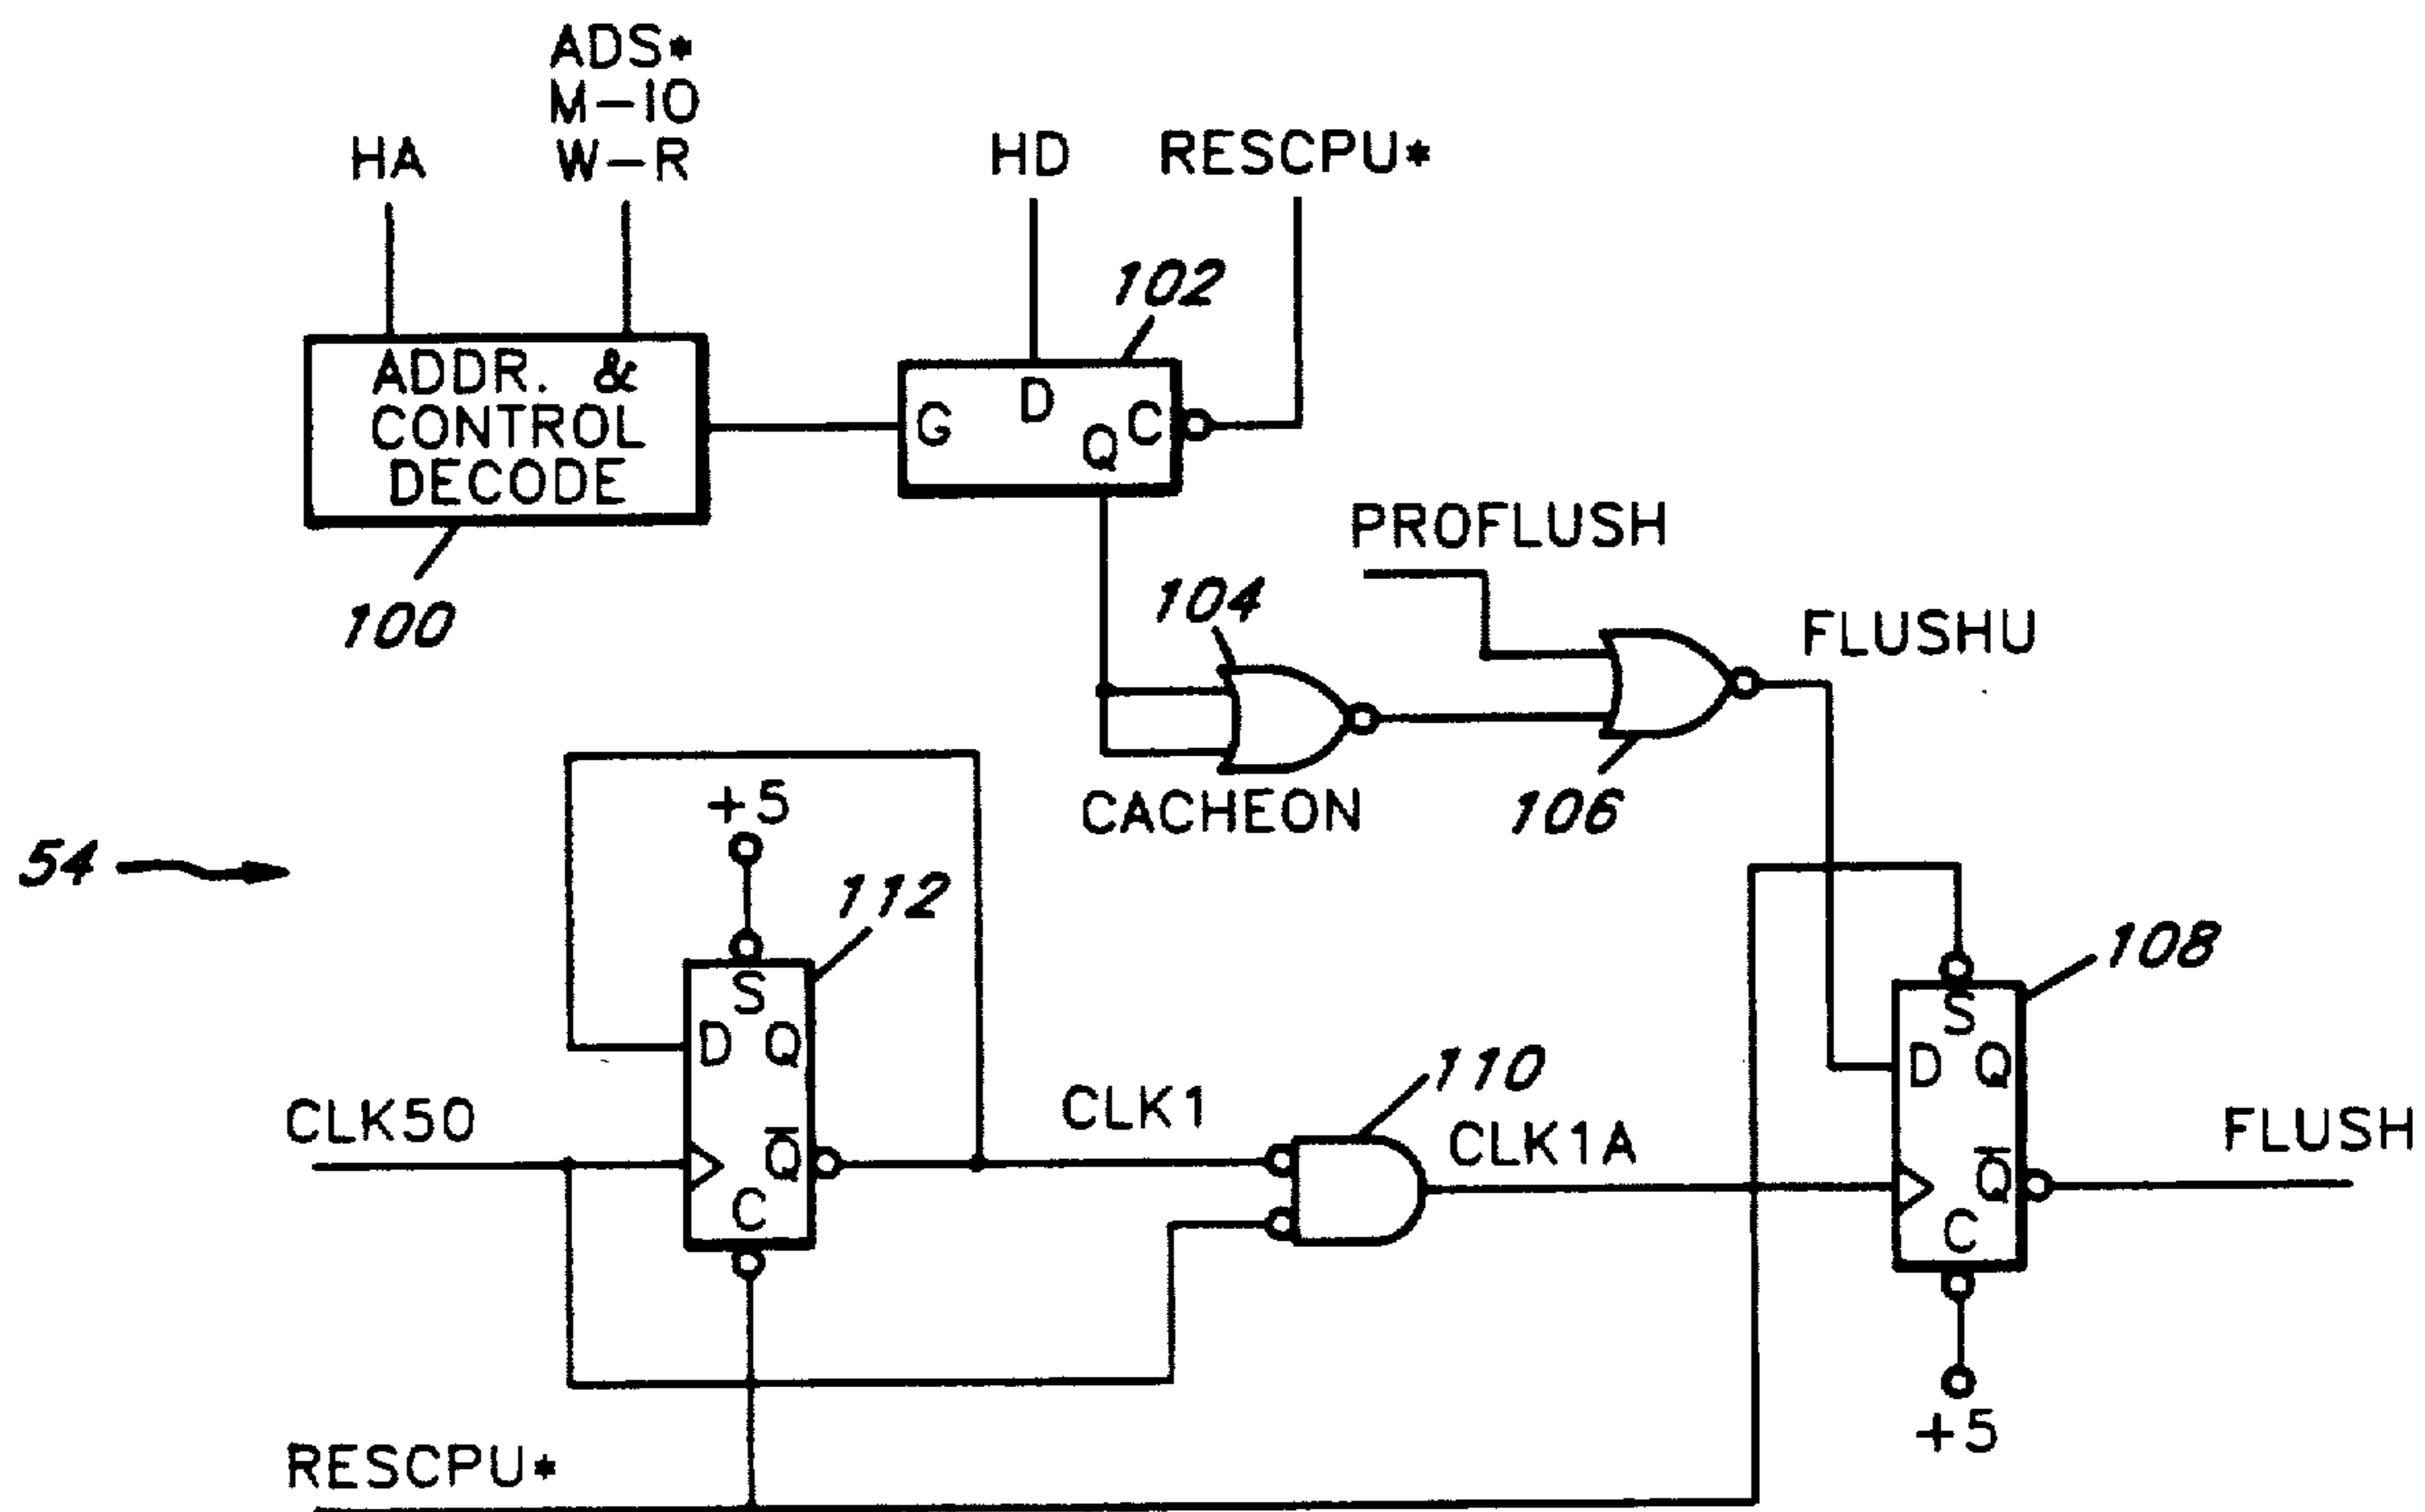 ADS*
M-IO
W-R
HA
HD
RESCPU*
102
ADDR. &
CONTROL
DECODE
G
D
Q
C
100
PROFLUSH
104
FLUSHU
CACHEON
106
+5
54
112
108
S
D
Q
CLK50
Q̅
C
CLK1
110
CLK1A
S
D
Q
Q̅
C
FLUSH
+5
RESCPU*